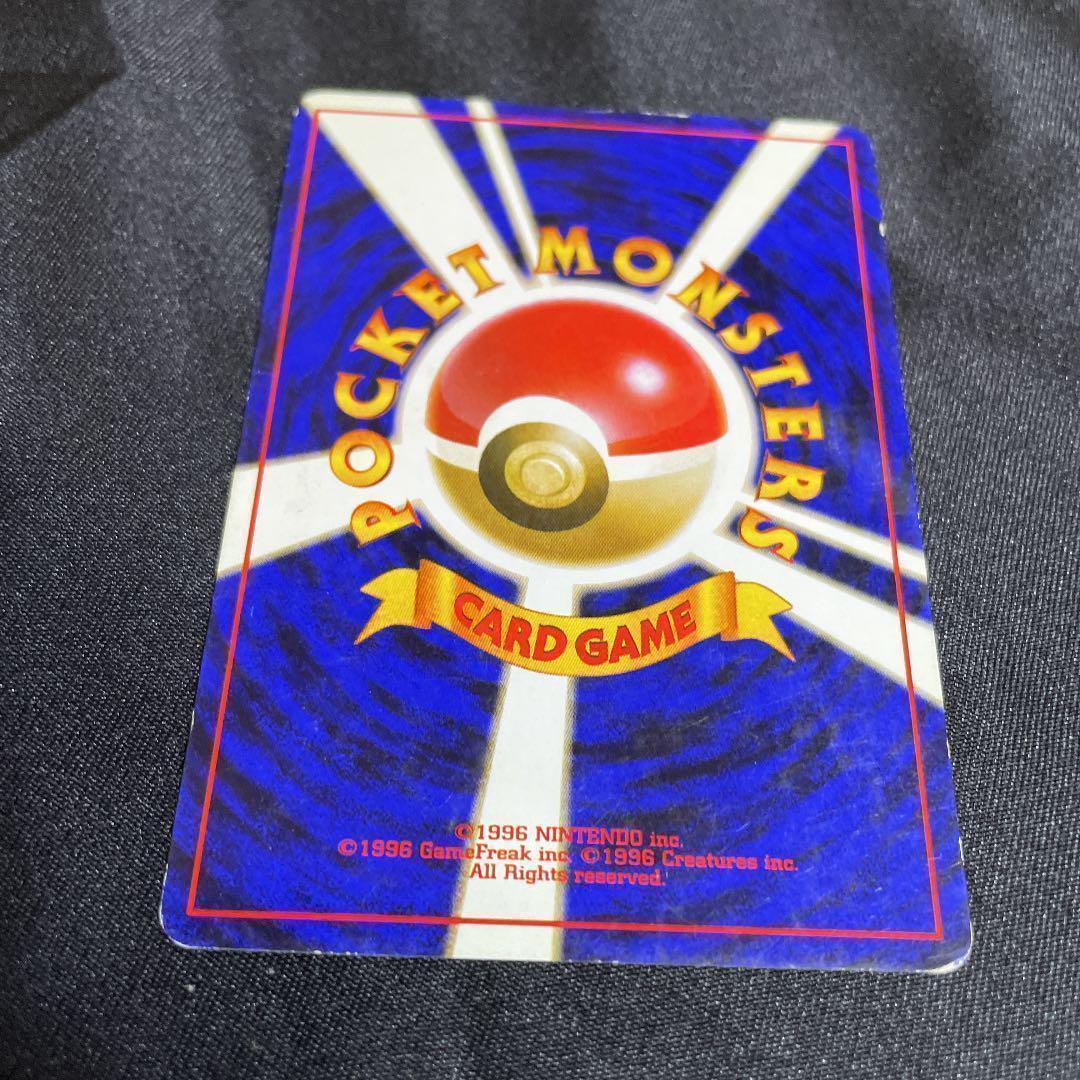 POCKET MONSTERS
CARD GAME
©1996 NINTENDO inc.
©1996 GameFreak inc. ©1996 Creatures inc.
All Rights reserved.